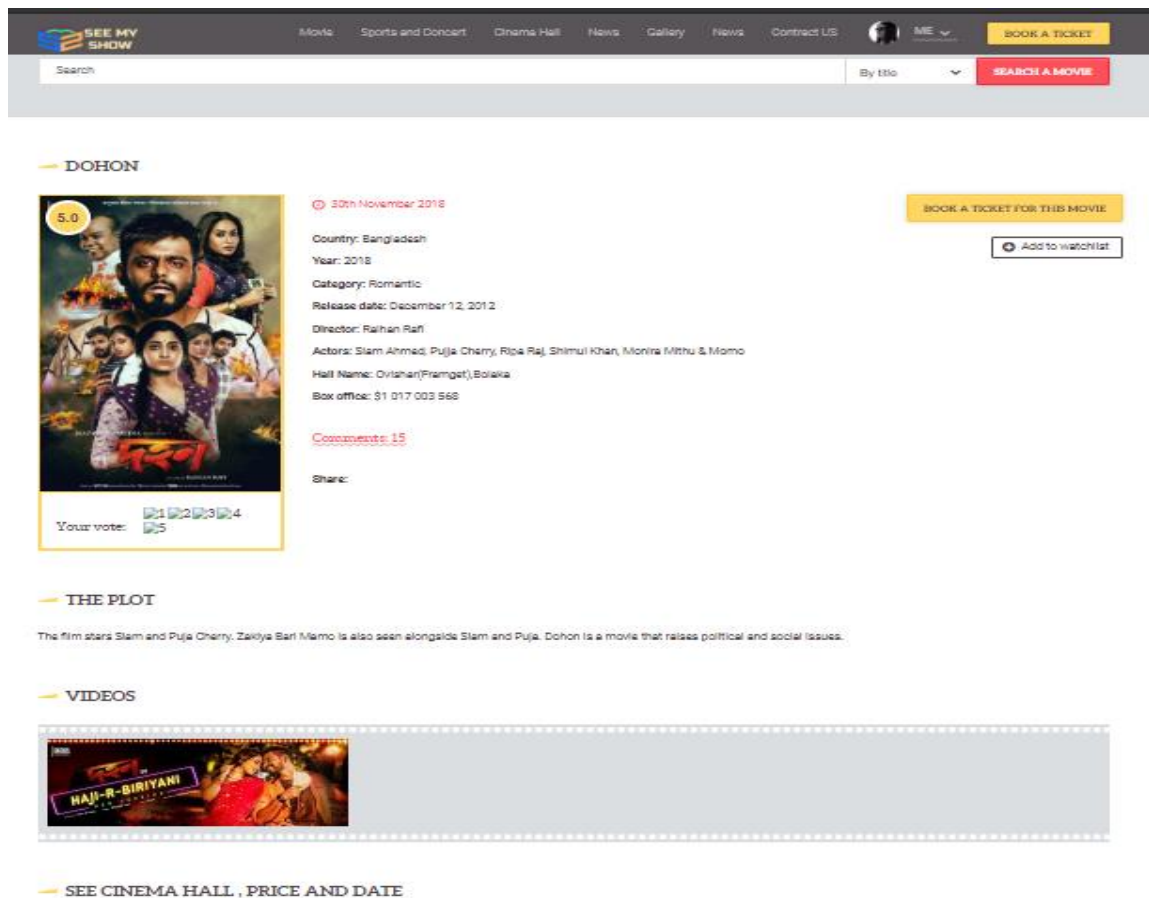 SEE MY
SHOW
Movie Sports and Concert Cinema Hall News Gallery News Contract US ME BOOK A TICKET
Search By title SEARCH A MOVIE
DOHON
5.0
30th November 2018
BOOK A TICKET FOR THIS MOVIE
Country: Bangladesh
Add to watchlist
Year: 2018
Category: Romantic
Release date: December 12, 2012
Director: Raihan Rafi
Actors: Siam Ahmed, Pujja Cherry, Ripa Raj, Shimul Khan, Monira Mithu & Momo
Hall Name: Ovishar(Framget),Bolaka
Box office: $1 017 003 568
Comments: 15
Share:
দহন
Your vote: 1 2 3 4
5
THE PLOT
The film stars Siam and Puja Cherry. Zakiya Bari Mamo is also seen alongside Siam and Puja. Dohon is a movie that raises political and social issues.
VIDEOS
HAJI-R-BIRIYANI
SEE CINEMA HALL , PRICE AND DATE